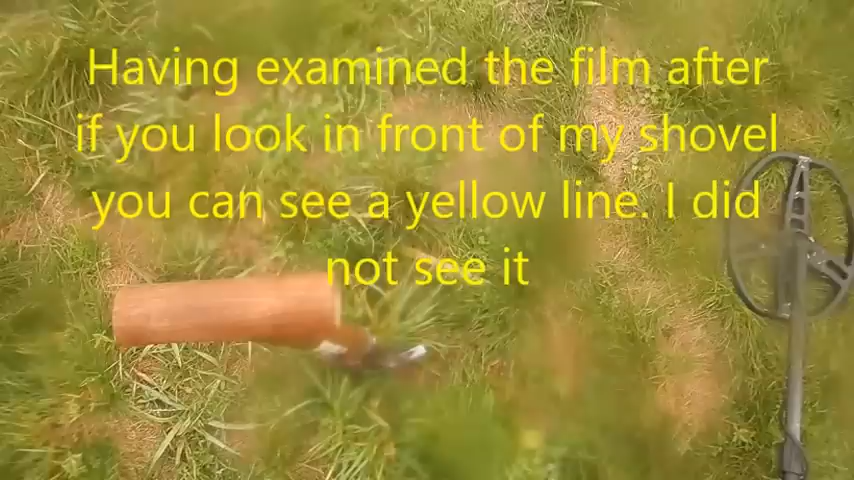 Having examined the film after
if you look in front of my shovel
you can see a yellow line. I did
not see it